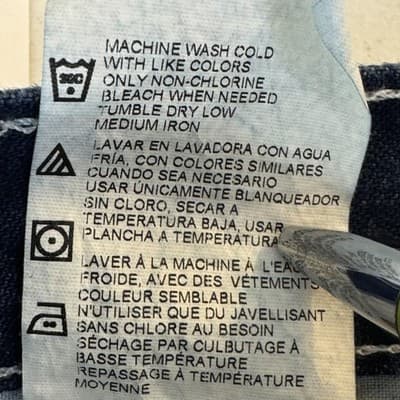 MACHINE WASH COLD
WITH LIKE COLORS
ONLY NON-CHLORINE
BLEACH WHEN NEEDED
TUMBLE DRY LOW
MEDIUM IRON
LAVAR EN LAVADORA CON AGUA
FRÍA, CON COLORES SIMILARES
CUANDO SEA NECESARIO
USAR ÚNICAMENTE BLANQUEADOR
SIN CLORO, SECAR A
TEMPERATURA BAJA, USAR
PLANCHA A TEMPERATURA
LAVER À LA MACHINE À L'EAU
FROIDE, AVEC DES VÊTEMENTS
COULEUR SEMBLABLE
N'UTILISER QUE DU JAVELLISANT
SANS CHLORE AU BESOIN
SÉCHAGE PAR CULBUTAGE À
BASSE TEMPÉRATURE
REPASSAGE À TEMPÉRATURE
MOYENNE